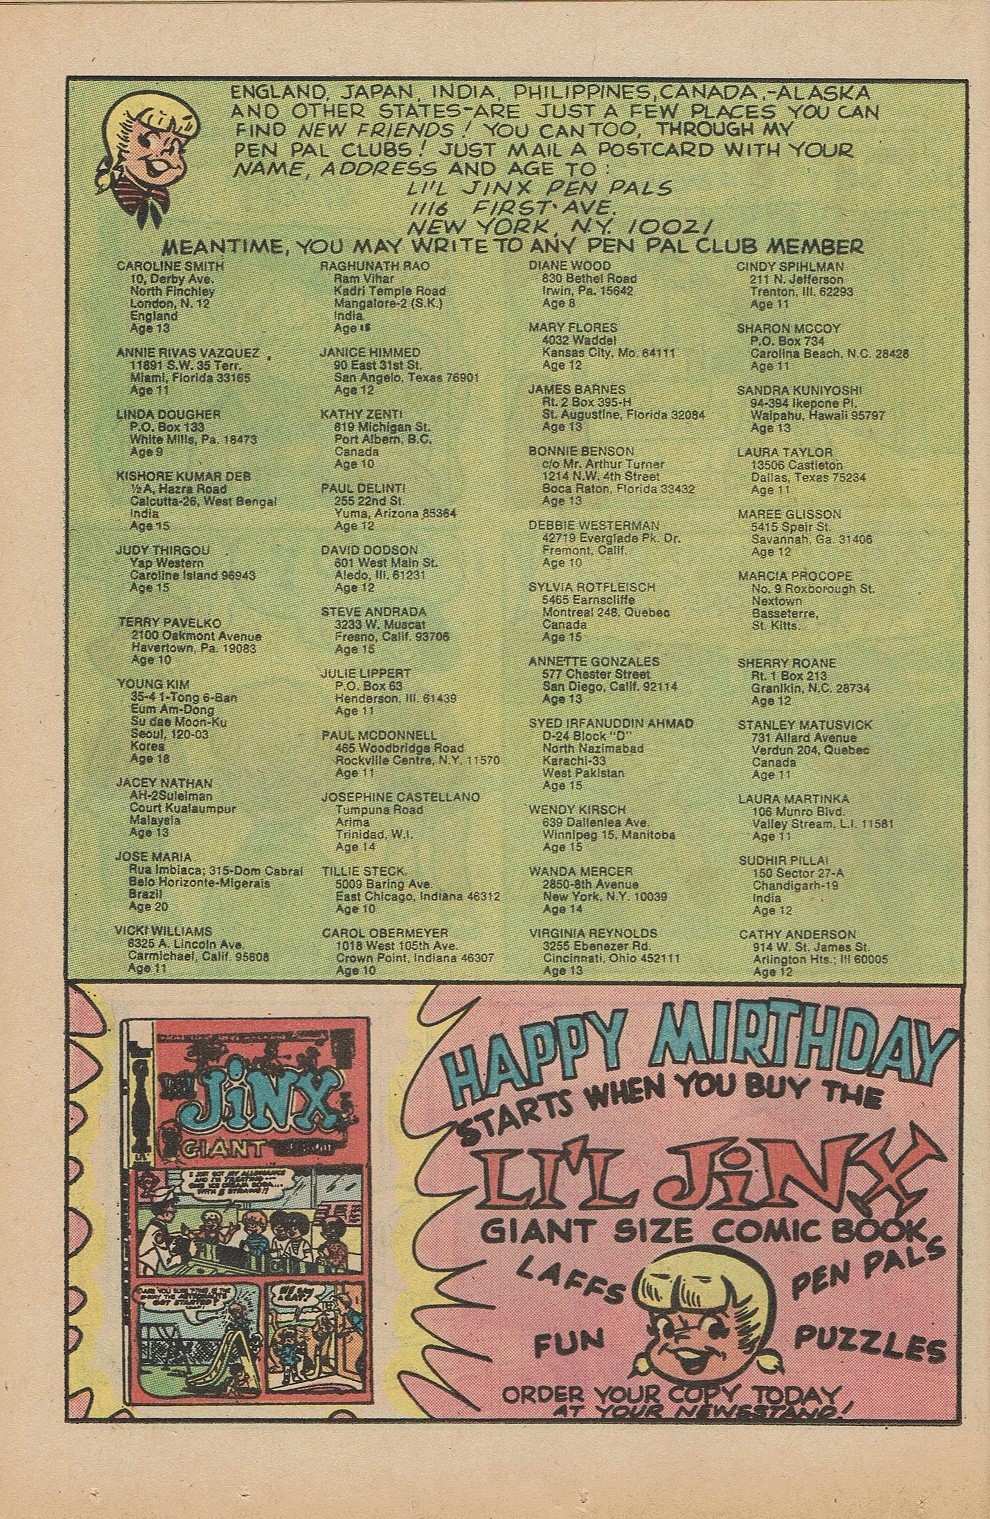 ENGLAND, JAPAN, INDIA, PHILIPPINES, CANADA,-ALASKA
AND OTHER STATES-ARE JUST A FEW PLACES YOU CAN
FIND NEW FRIENDS! YOU CAN TOO, THROUGH MY
PEN PAL CLUBS! JUST MAIL A POSTCARD WITH YOUR
NAME, ADDRESS AND AGE TO:
LI'L JINX PEN PALS
1116 FIRST AVE.
NEW YORK, N.Y. 10021
MEANTIME, YOU MAY WRITE TO ANY PEN PAL CLUB MEMBER
CAROLINE SMITH
10, Derby Ave.
North Finchley
London, N. 12
England
Age 13
ANNIE RIVAS VAZQUEZ
11891 S.W. 35 Terr.
Miami, Florida 33165
Age 11
LINDA DOUGHER
P.O. Box 133
White Mills, Pa. 18473
Age 9
KISHORE KUMAR DEB
½A, Hazra Road
Calcutta-26, West Bengal
India
Age 15
JUDY THIRGOU
Yap Western
Caroline Island 96943
Age 15
TERRY PAVELKO
2100 Oakmont Avenue
Havertown, Pa. 19083
Age 10
YOUNG KIM
35-4 1-Tong 6-Ban
Eum Am-Dong
Su dae Moon-Ku
Seoul, 120-03
Korea
Age 18
JACEY NATHAN
AH-2Suleiman
Court Kualaumpur
Malaysia
Age 13
JOSE MARIA
Rua Imbiaca; 315-Dom Cabral
Belo Horizonte-Migerais
Brazil
Age 20
VICKI WILLIAMS
6325 A. Lincoln Ave.
Carmichael, Calif. 95608
Age 11
RAGHUNATH RAO
Ram Vihar
Kadri Temple Road
Mangalore-2 (S.K.)
India
Age 15
JANICE HIMMED
90 East 31st St.
San Angelo, Texas 76901
Age 12
KATHY ZENTI
619 Michigan St.
Port Albern, B.C.
Canada
Age 10
PAUL DELINTI
255 22nd St.
Yuma, Arizona 85364
Age 12
DAVID DODSON
601 West Main St.
Aledo, Ill. 61231
Age 12
STEVE ANDRADA
3233 W. Muscat
Fresno, Calif. 93706
Age 15
JULIE LIPPERT
P.O. Box 63
Henderson, Ill. 61439
Age 11
PAUL MCDONNELL
465 Woodbridge Road
Rockville Centre, N.Y. 11570
Age 11
JOSEPHINE CASTELLANO
Tumpuna Road
Arima
Trinidad, W.I.
Age 14
TILLIE STECK
5009 Baring Ave.
East Chicago, Indiana 46312
Age 10
CAROL OBERMEYER
1018 West 105th Ave.
Crown Point, Indiana 46307
Age 10
DIANE WOOD
830 Bethel Road
Irwin, Pa. 15642
Age 8
MARY FLORES
4032 Waddel
Kansas City, Mo. 64111
Age 12
JAMES BARNES
Rt. 2 Box 395-H
St. Augustine, Florida 32084
Age 13
BONNIE BENSON
c/o Mr. Arthur Turner
1214 N.W. 4th Street
Boca Raton, Florida 33432
Age 13
DEBBIE WESTERMAN
42719 Everglade Pk. Dr.
Fremont, Calif.
Age 10
SYLVIA ROTFLEISCH
5465 Earnscliffe
Montreal 248, Quebec
Canada
Age 15
ANNETTE GONZALES
577 Chester Street
San Diego, Calif. 92114
Age 13
SYED IRFANUDDIN AHMAD
D-24 Block "D"
North Nazimabad
Karachi-33
West Pakistan
Age 15
WENDY KIRSCH
639 Dallenlea Ave.
Winnipeg 15, Manitoba
Age 15
WANDA MERCER
2850-8th Avenue
New York, N.Y. 10039
Age 14
VIRGINIA REYNOLDS
3255 Ebenezer Rd.
Cincinnati, Ohio 452111
Age 13
CINDY SPIHLMAN
211 N. Jefferson
Trenton, Ill. 62293
Age 11
SHARON MCCOY
P.O. Box 734
Carolina Beach, N.C. 28428
Age 11
SANDRA KUNIYOSHI
94-394 Ikepone Pl.
Waipahu, Hawaii 95797
Age 13
LAURA TAYLOR
13506 Castleton
Dallas, Texas 75234
Age 11
MAREE GLISSON
5415 Speir St.
Savannah, Ga. 31406
Age 12
MARCIA PROCOPE
No. 9 Roxborough St.
Nextown
Basseterre,
St. Kitts.
SHERRY ROANE
Rt. 1 Box 213
Granlkin, N.C. 28734
Age 12
STANLEY MATUSVICK
731 Allard Avenue
Verdun 204, Quebec
Canada
Age 11
LAURA MARTINKA
106 Munro Blvd.
Valley Stream, L.I. 11581
Age 11
SUDHIR PILLAI
150 Sector 27-A
Chandigarh-19
India
Age 12
CATHY ANDERSON
914 W. St. James St.
Arlington Hts.; Ill 60005
Age 12
JiNX
GIANT
I JUST GOT MY ALLOWANCE
AND I'M TREATING---
ONE ICE CREAM SODA...
WITH 5 STRAWS!!
GOT STARTED?
HAPPY MIRTHDAY
STARTS WHEN YOU BUY THE
LI'L JiNX
GIANT SIZE COMIC BOOK
LAFFS
PEN PALS
FUN
PUZZLES
ORDER YOUR COPY TODAY
AT YOUR NEWSSTAND!